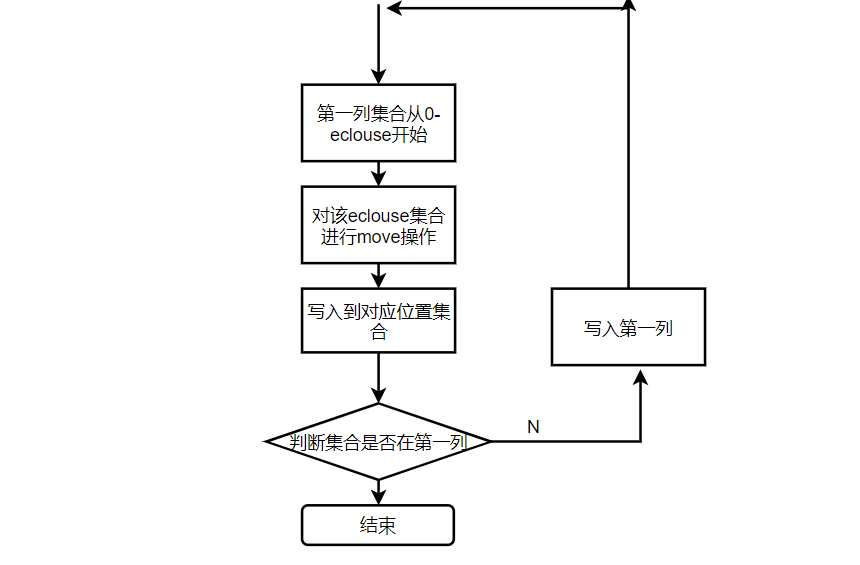 第一列集合从0-
eclouse开始
对该eclouse集合
进行move操作
写入到对应位置集
合
写入第一列
判断集合是否在第一列
N
结束